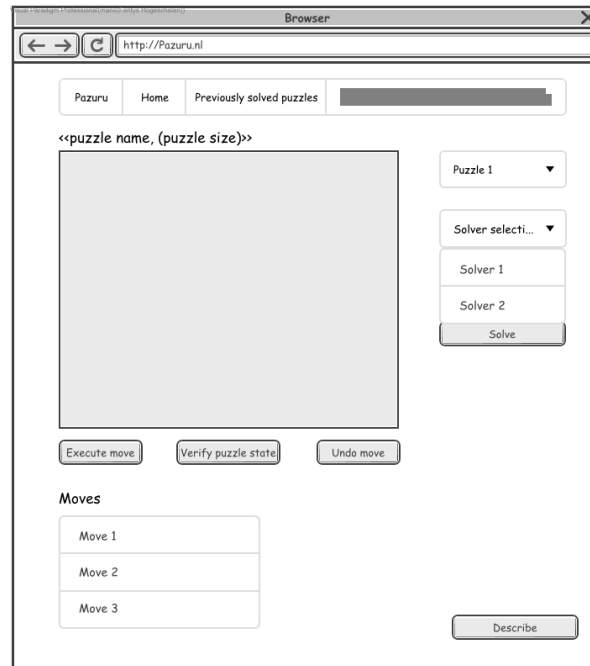 Browser
http://Pazuru.nl
Pazuru Home Previously solved puzzles
<<puzzle name, (puzzle size)>>
Puzzle 1
Solver selecti...
Solver 1
Solver 2
Solve
Execute move Verify puzzle state Undo move
Moves
Move 1
Move 2
Move 3
Describe